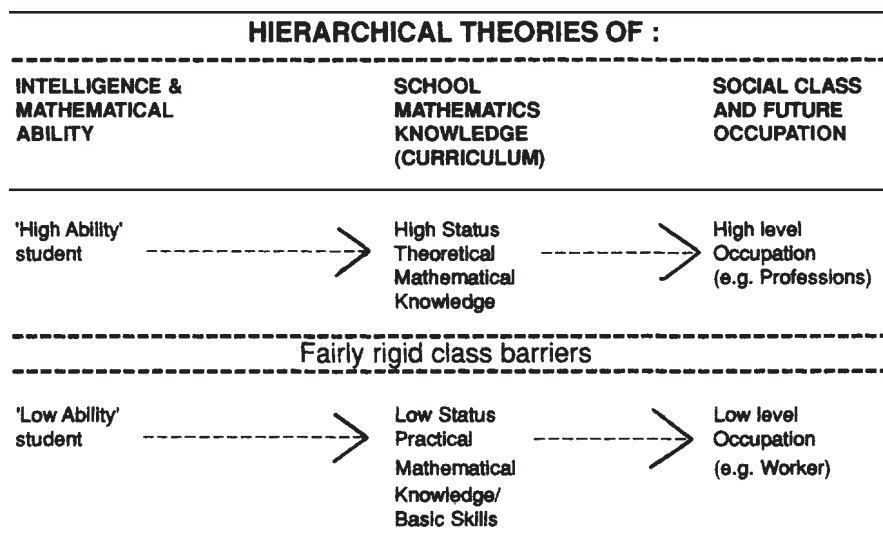 HIERARCHICAL THEORIES OF :
INTELLIGENCE &
MATHEMATICAL
ABILITY
SCHOOL
MATHEMATICS
KNOWLEDGE
(CURRICULUM)
SOCIAL CLASS
AND FUTURE
OCCUPATION
'High Ability'
student
High Status
Theoretical
Mathematical
Knowledge
High level
Occupation
(e.g. Professions)
Fairly rigid class barriers
'Low Ability'
student
Low Status
Practical
Mathematical
Knowledge/
Basic Skills
Low level
Occupation
(e.g. Worker)